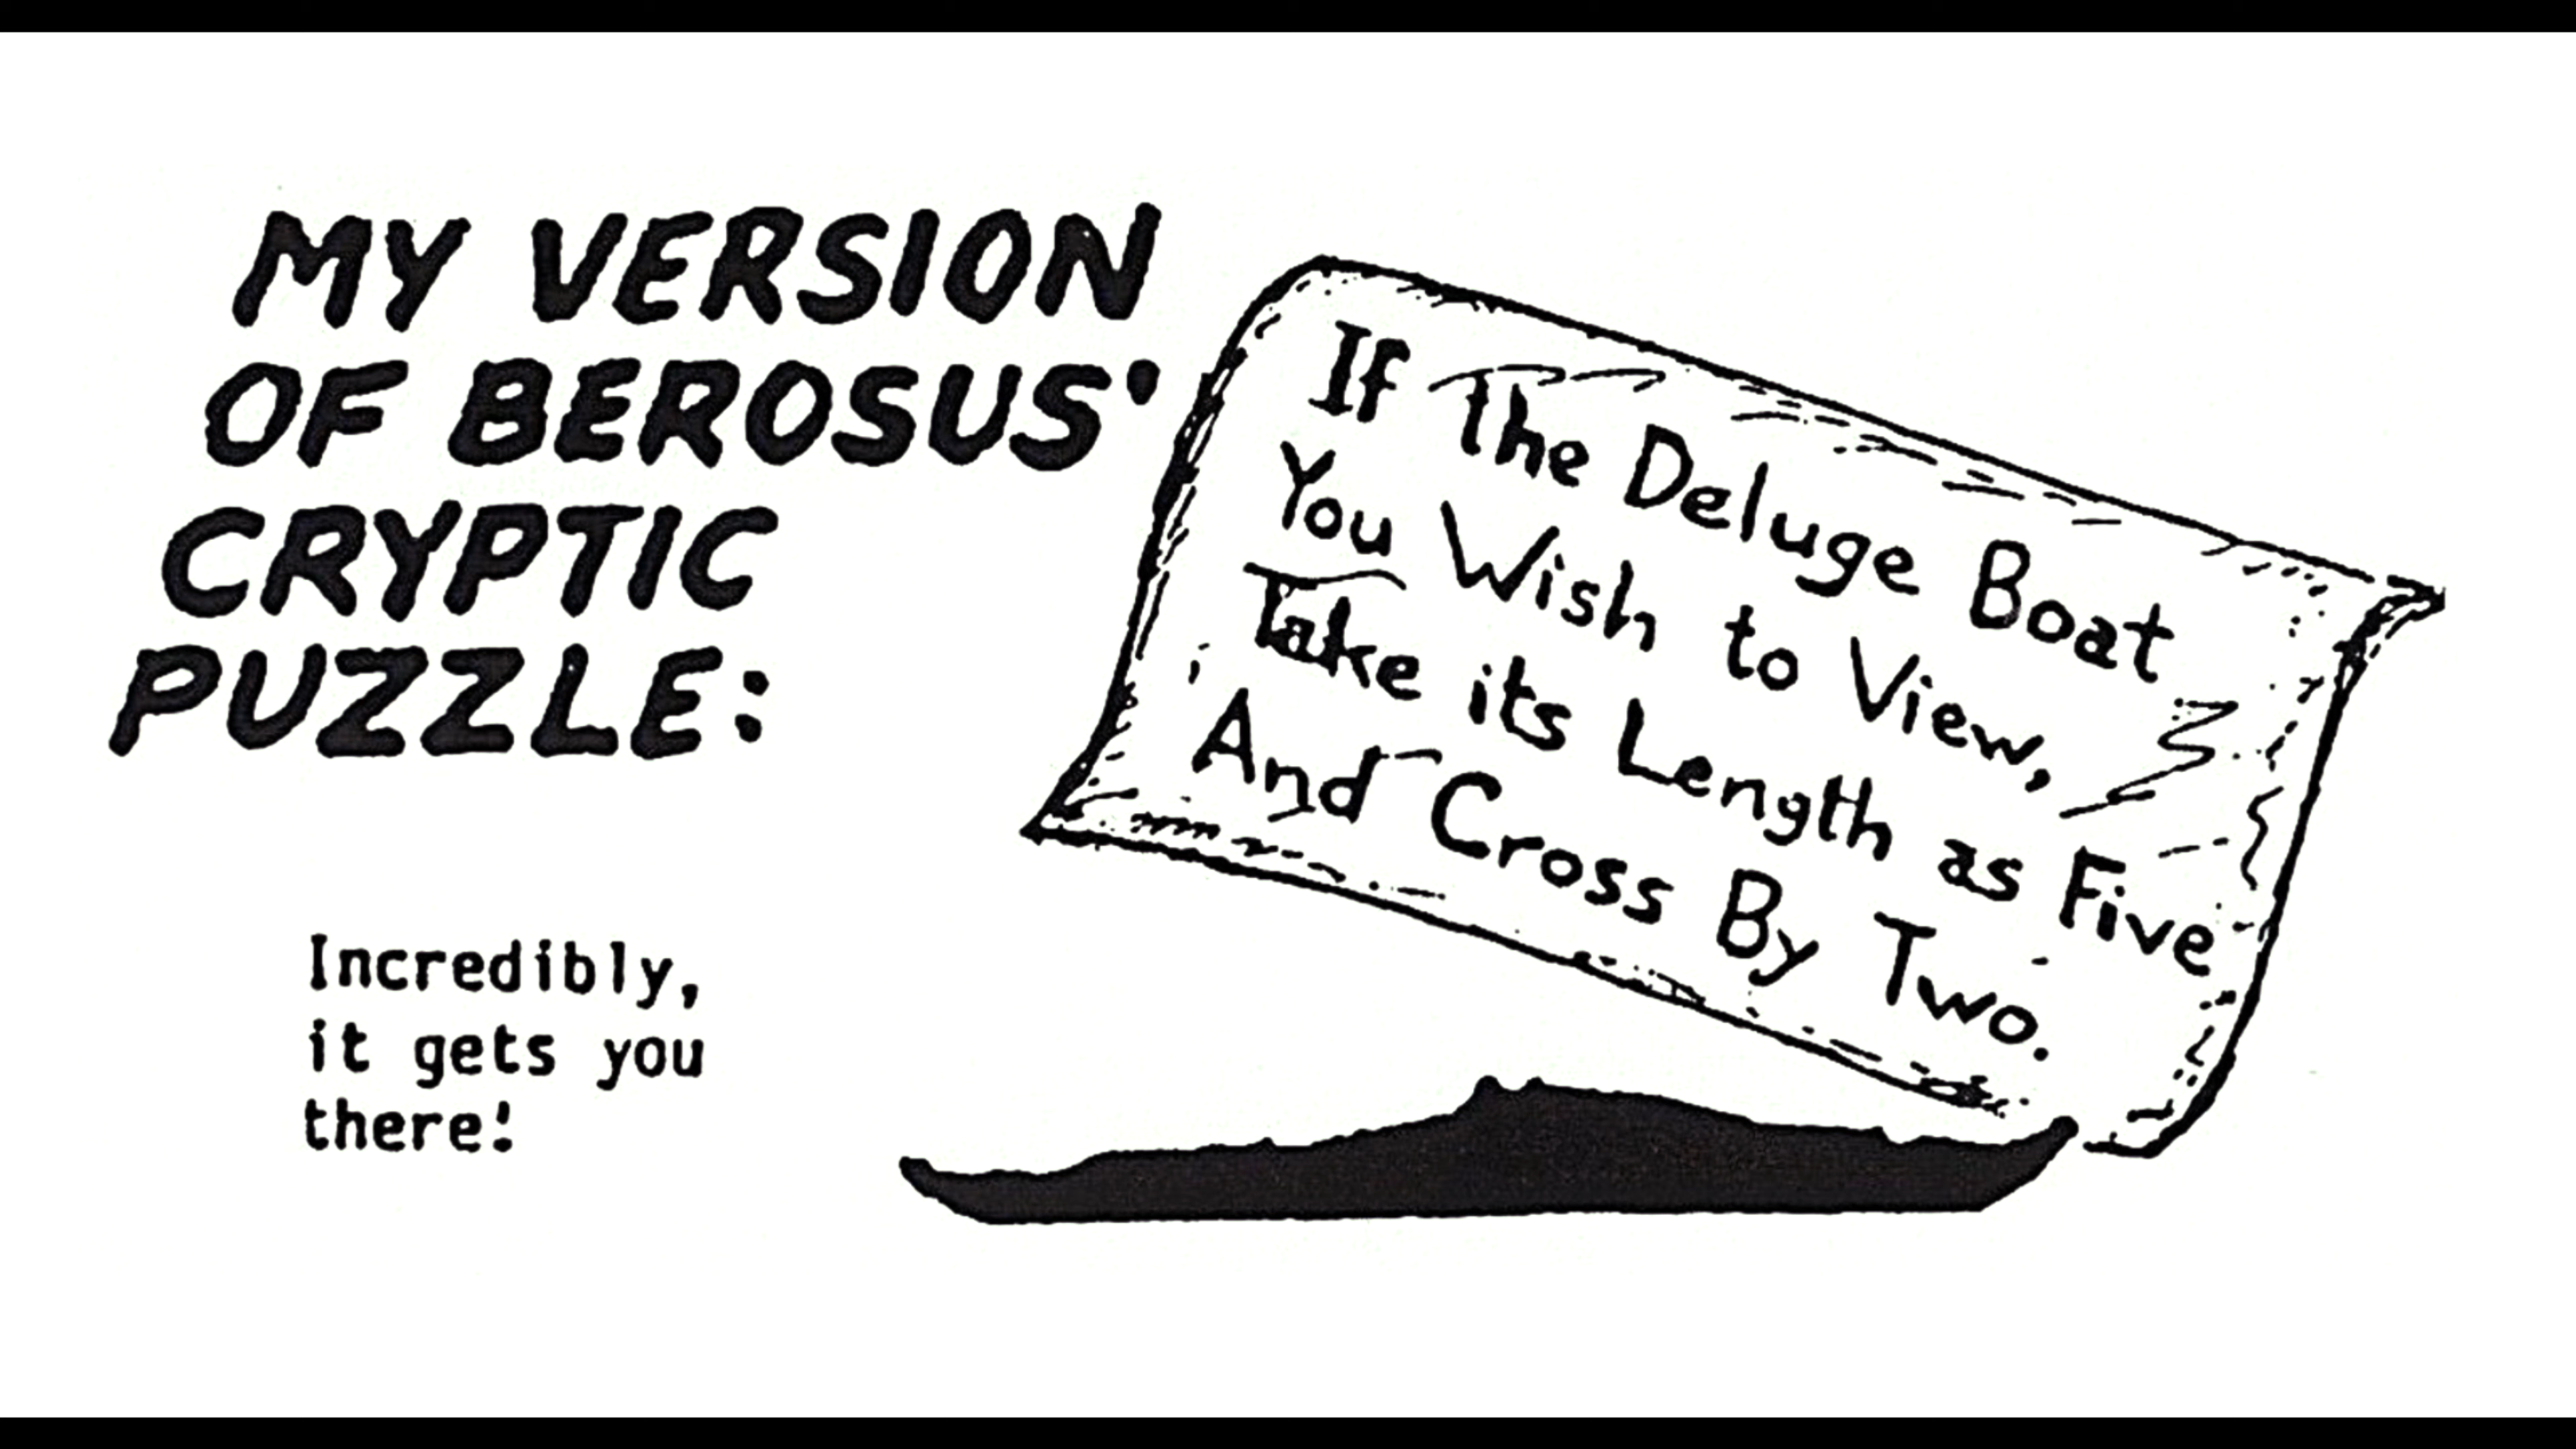 MY VERSION
OF BEROSUS'
CRYPTIC
PUZZLE:
If The Deluge Boat
You Wish to View,
Take its Length as Five
And Cross By Two.
Incredibly,
it gets you
there!